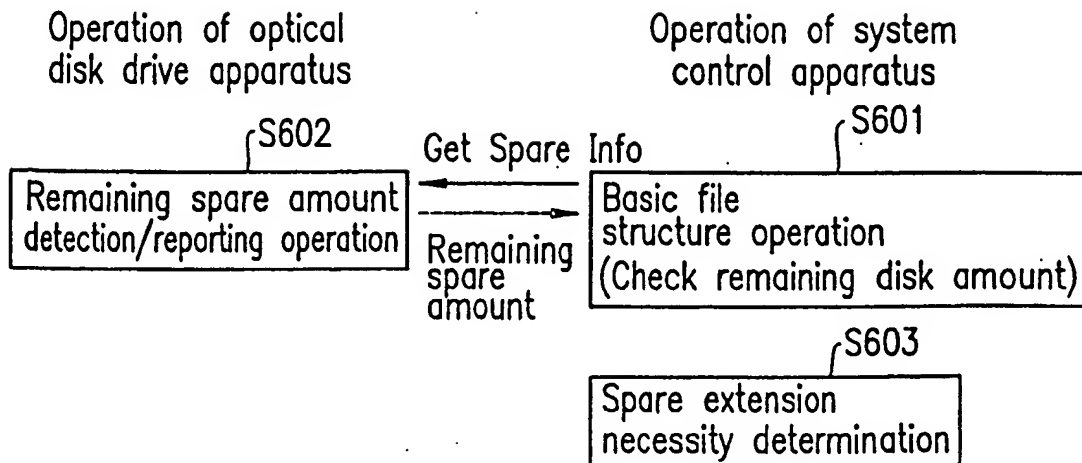 Operation of optical
disk drive apparatus
Operation of system
control apparatus
S602
S601
Get Spare Info
Remaining spare amount
detection/reporting operation
Remaining
spare
amount
Basic file
structure operation
(Check remaining disk amount)
S603
Spare extension
necessity determination